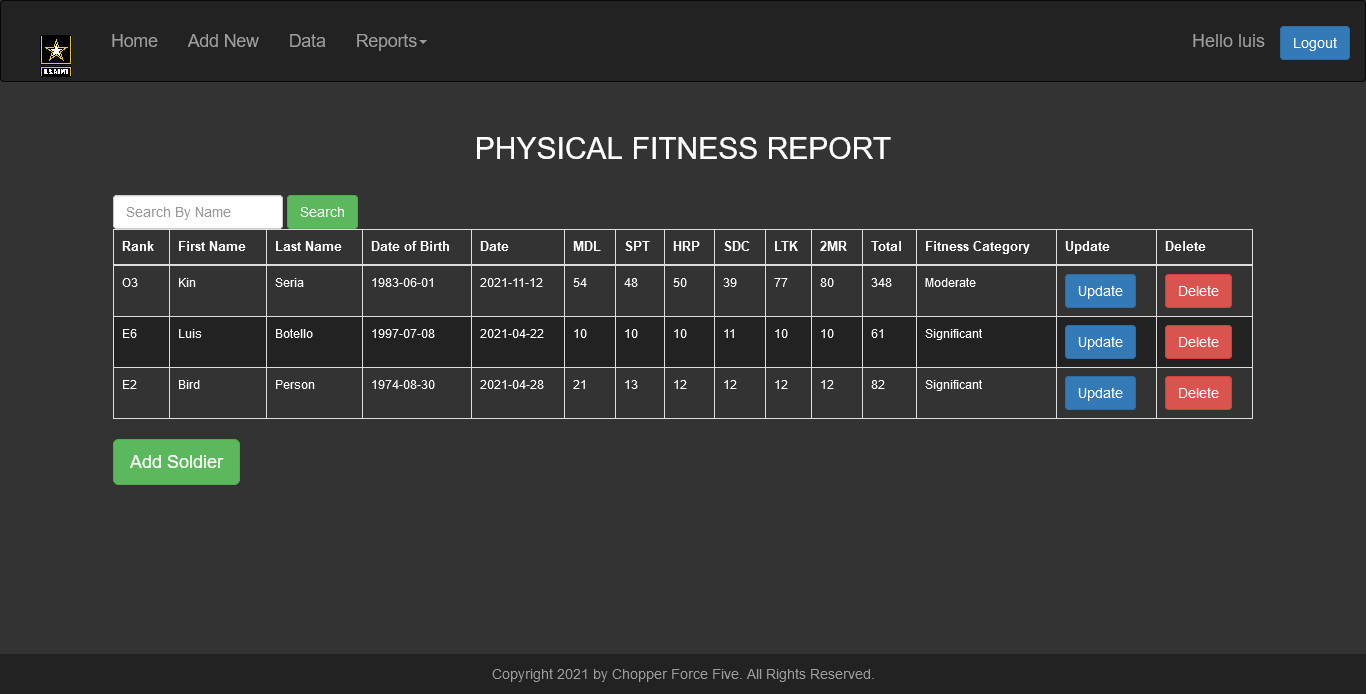 Home Add New Data Reports Hello luis Logout
U.S.ARMY
PHYSICAL FITNESS REPORT
Search By Name Search
Rank First Name Last Name Date of Birth Date MDL SPT HRP SDC LTK 2MR Total Fitness Category Update Delete
O3 Kin Seria 1983-06-01 2021-11-12 54 48 50 39 77 80 348 Moderate Update Delete
E6 Luis Botello 1997-07-08 2021-04-22 10 10 10 11 10 10 61 Significant Update Delete
E2 Bird Person 1974-08-30 2021-04-28 21 13 12 12 12 12 82 Significant Update Delete
Add Soldier
Copyright 2021 by Chopper Force Five. All Rights Reserved.